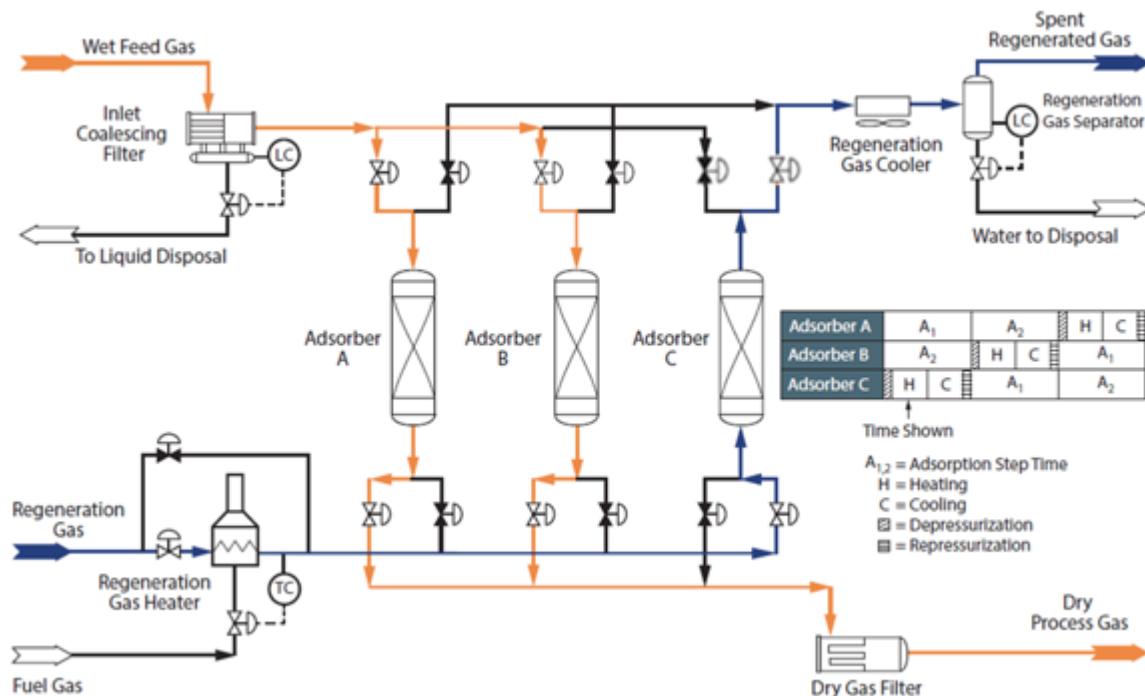 Wet Feed Gas
Spent
Regenerated Gas
Inlet
Coalescing
Filter
LC
Regeneration
Gas Cooler
LC
Regeneration
Gas Separator
To Liquid Disposal
Water to Disposal
Adsorber
A
Adsorber
B
Adsorber
C
Adsorber A A1 A2 H C
Adsorber B A2 H C A1
Adsorber C H C A1 A2
Time Shown
A1,2 = Adsorption Step Time
H = Heating
C = Cooling
= Depressurization
= Repressurization
Regeneration
Gas
Regeneration
Gas Heater
TC
Fuel Gas
Dry
Process Gas
Dry Gas Filter